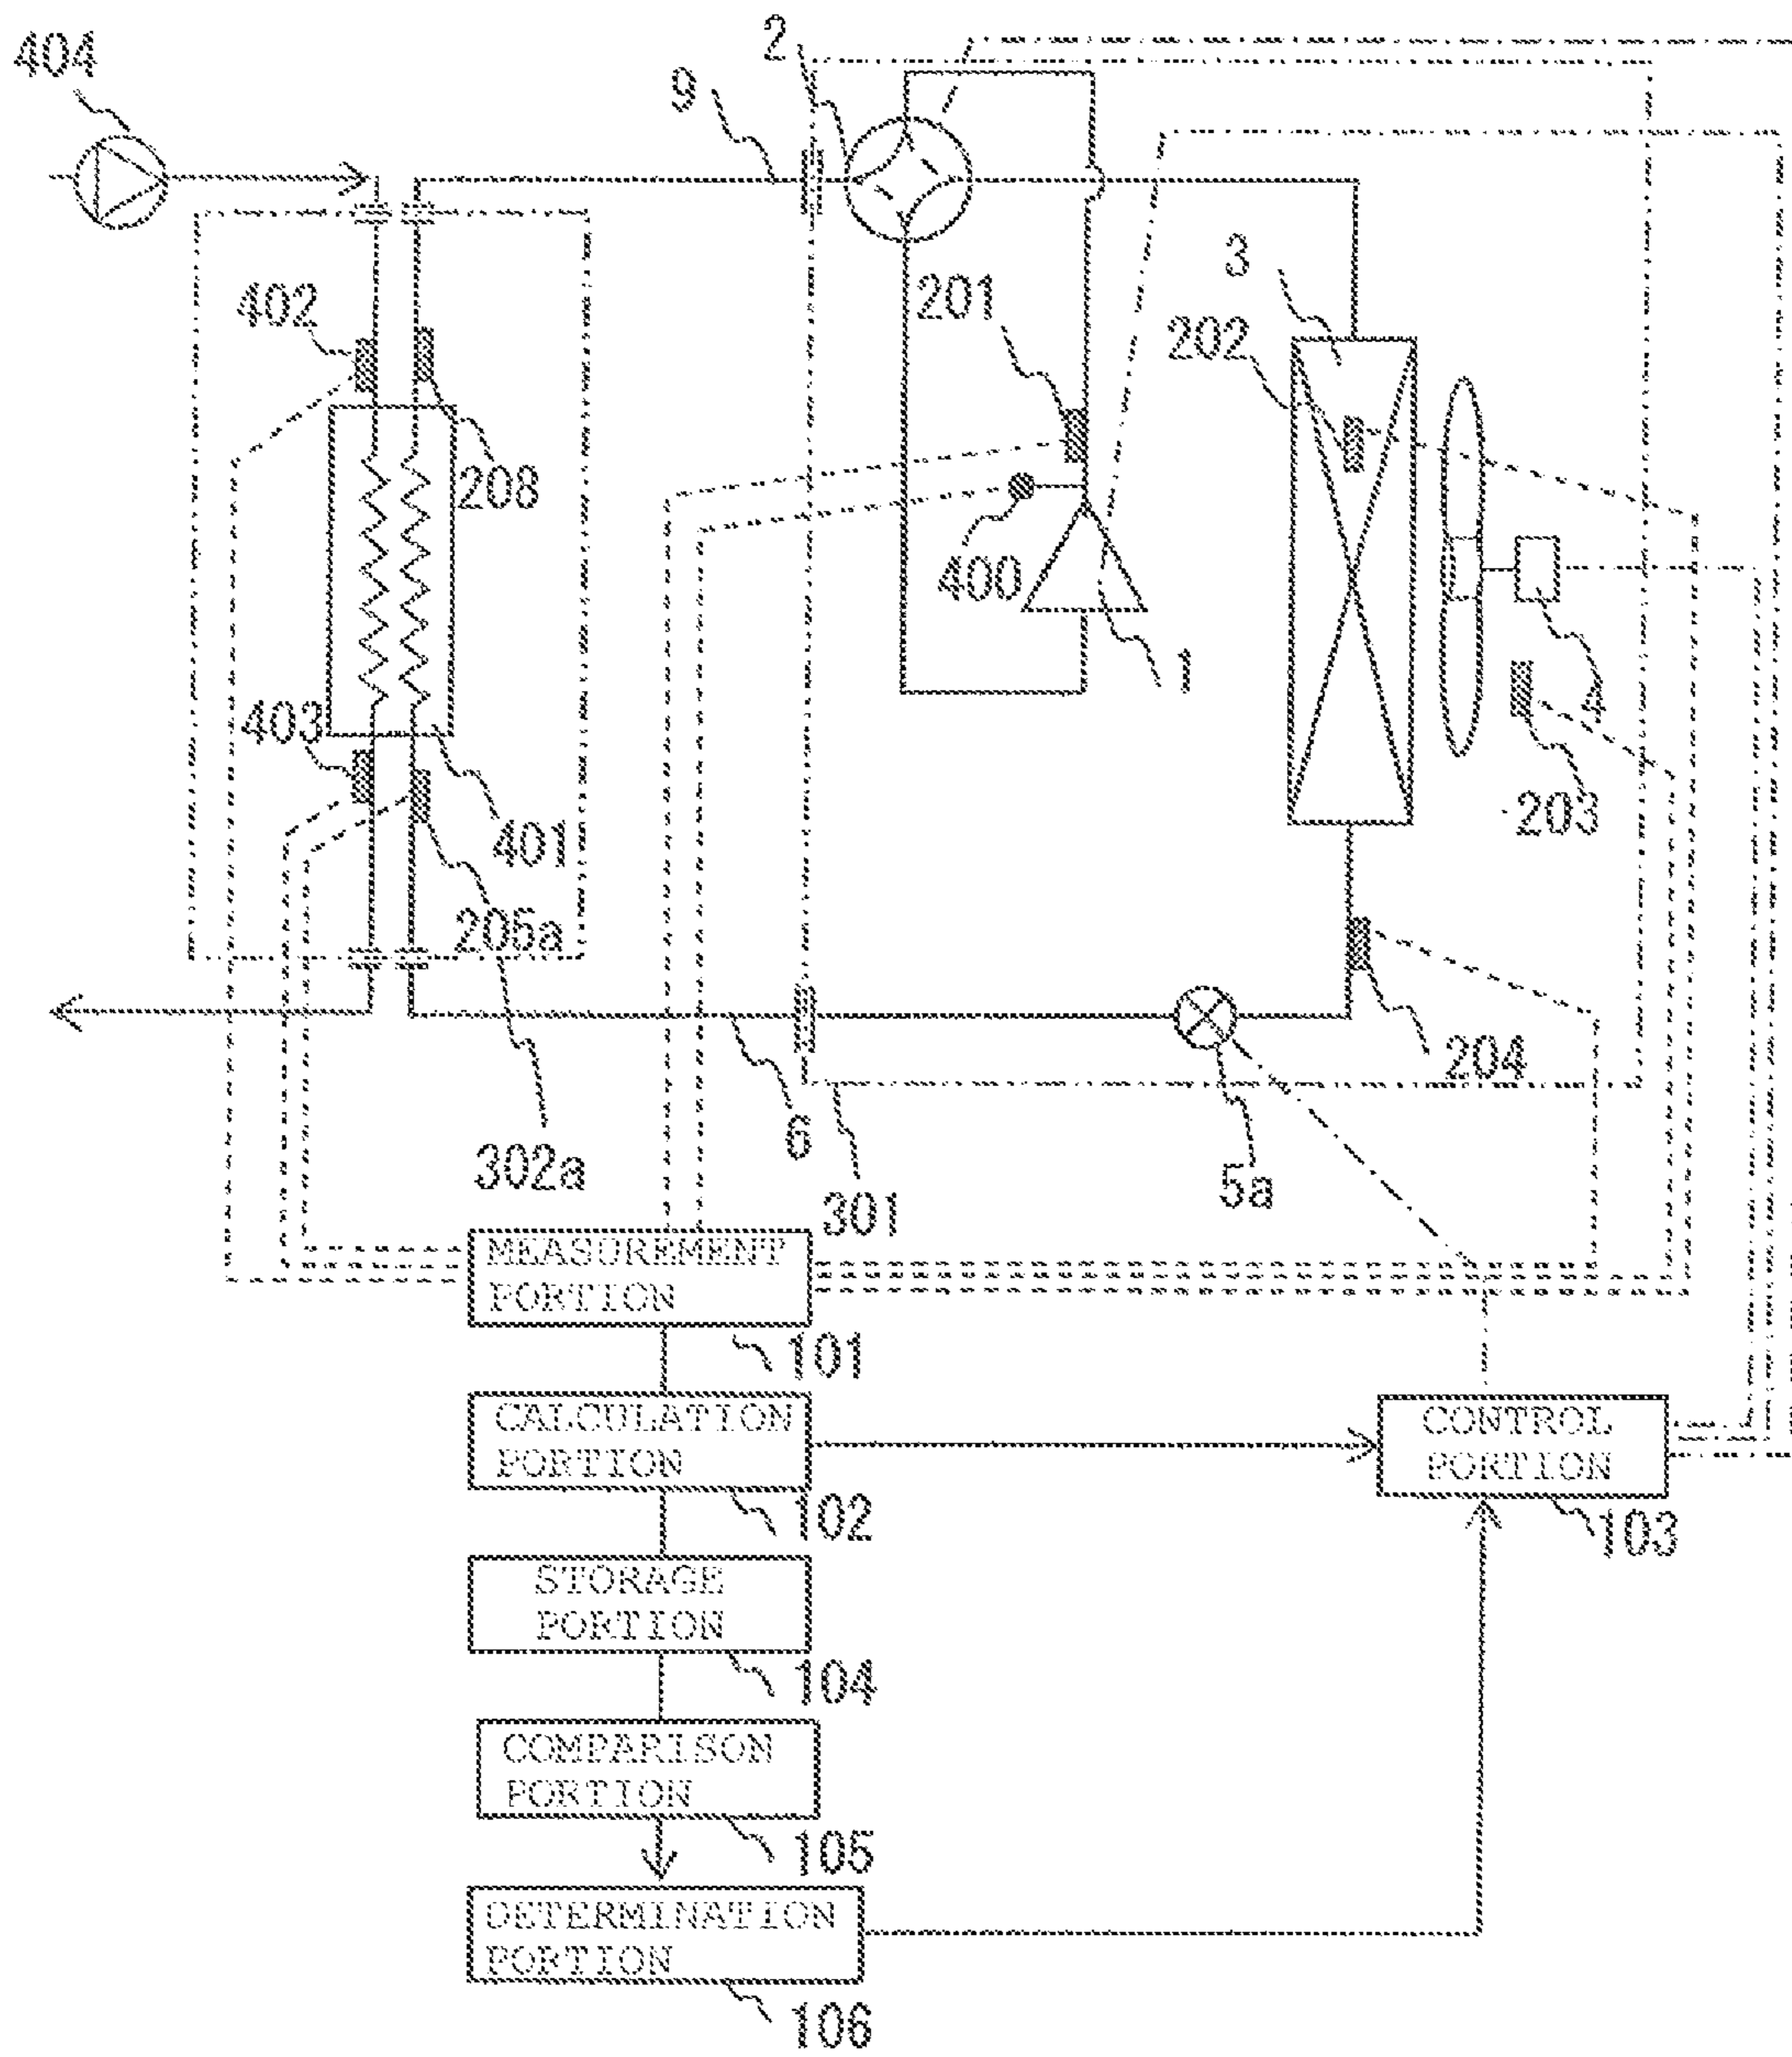 404
2
9
3
402
201
202
208
400
1
4
403
401
203
205a
204
6
302a
5a
301
MEASUREMENT
PORTION
101
CALCULATION
PORTION
CONTROL
PORTION
102
103
STORAGE
PORTION
104
COMPARISON
PORTION
105
DETERMINATION
PORTION
106